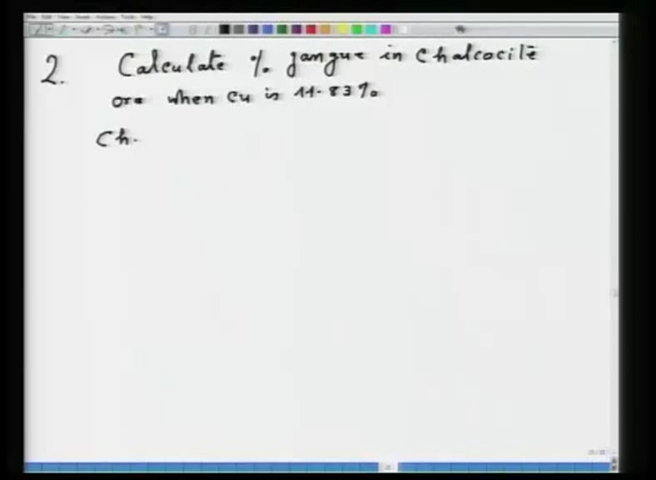 2. Calculate % gangue in Chalcocite
ore when Cu is 11.83%
Ch.